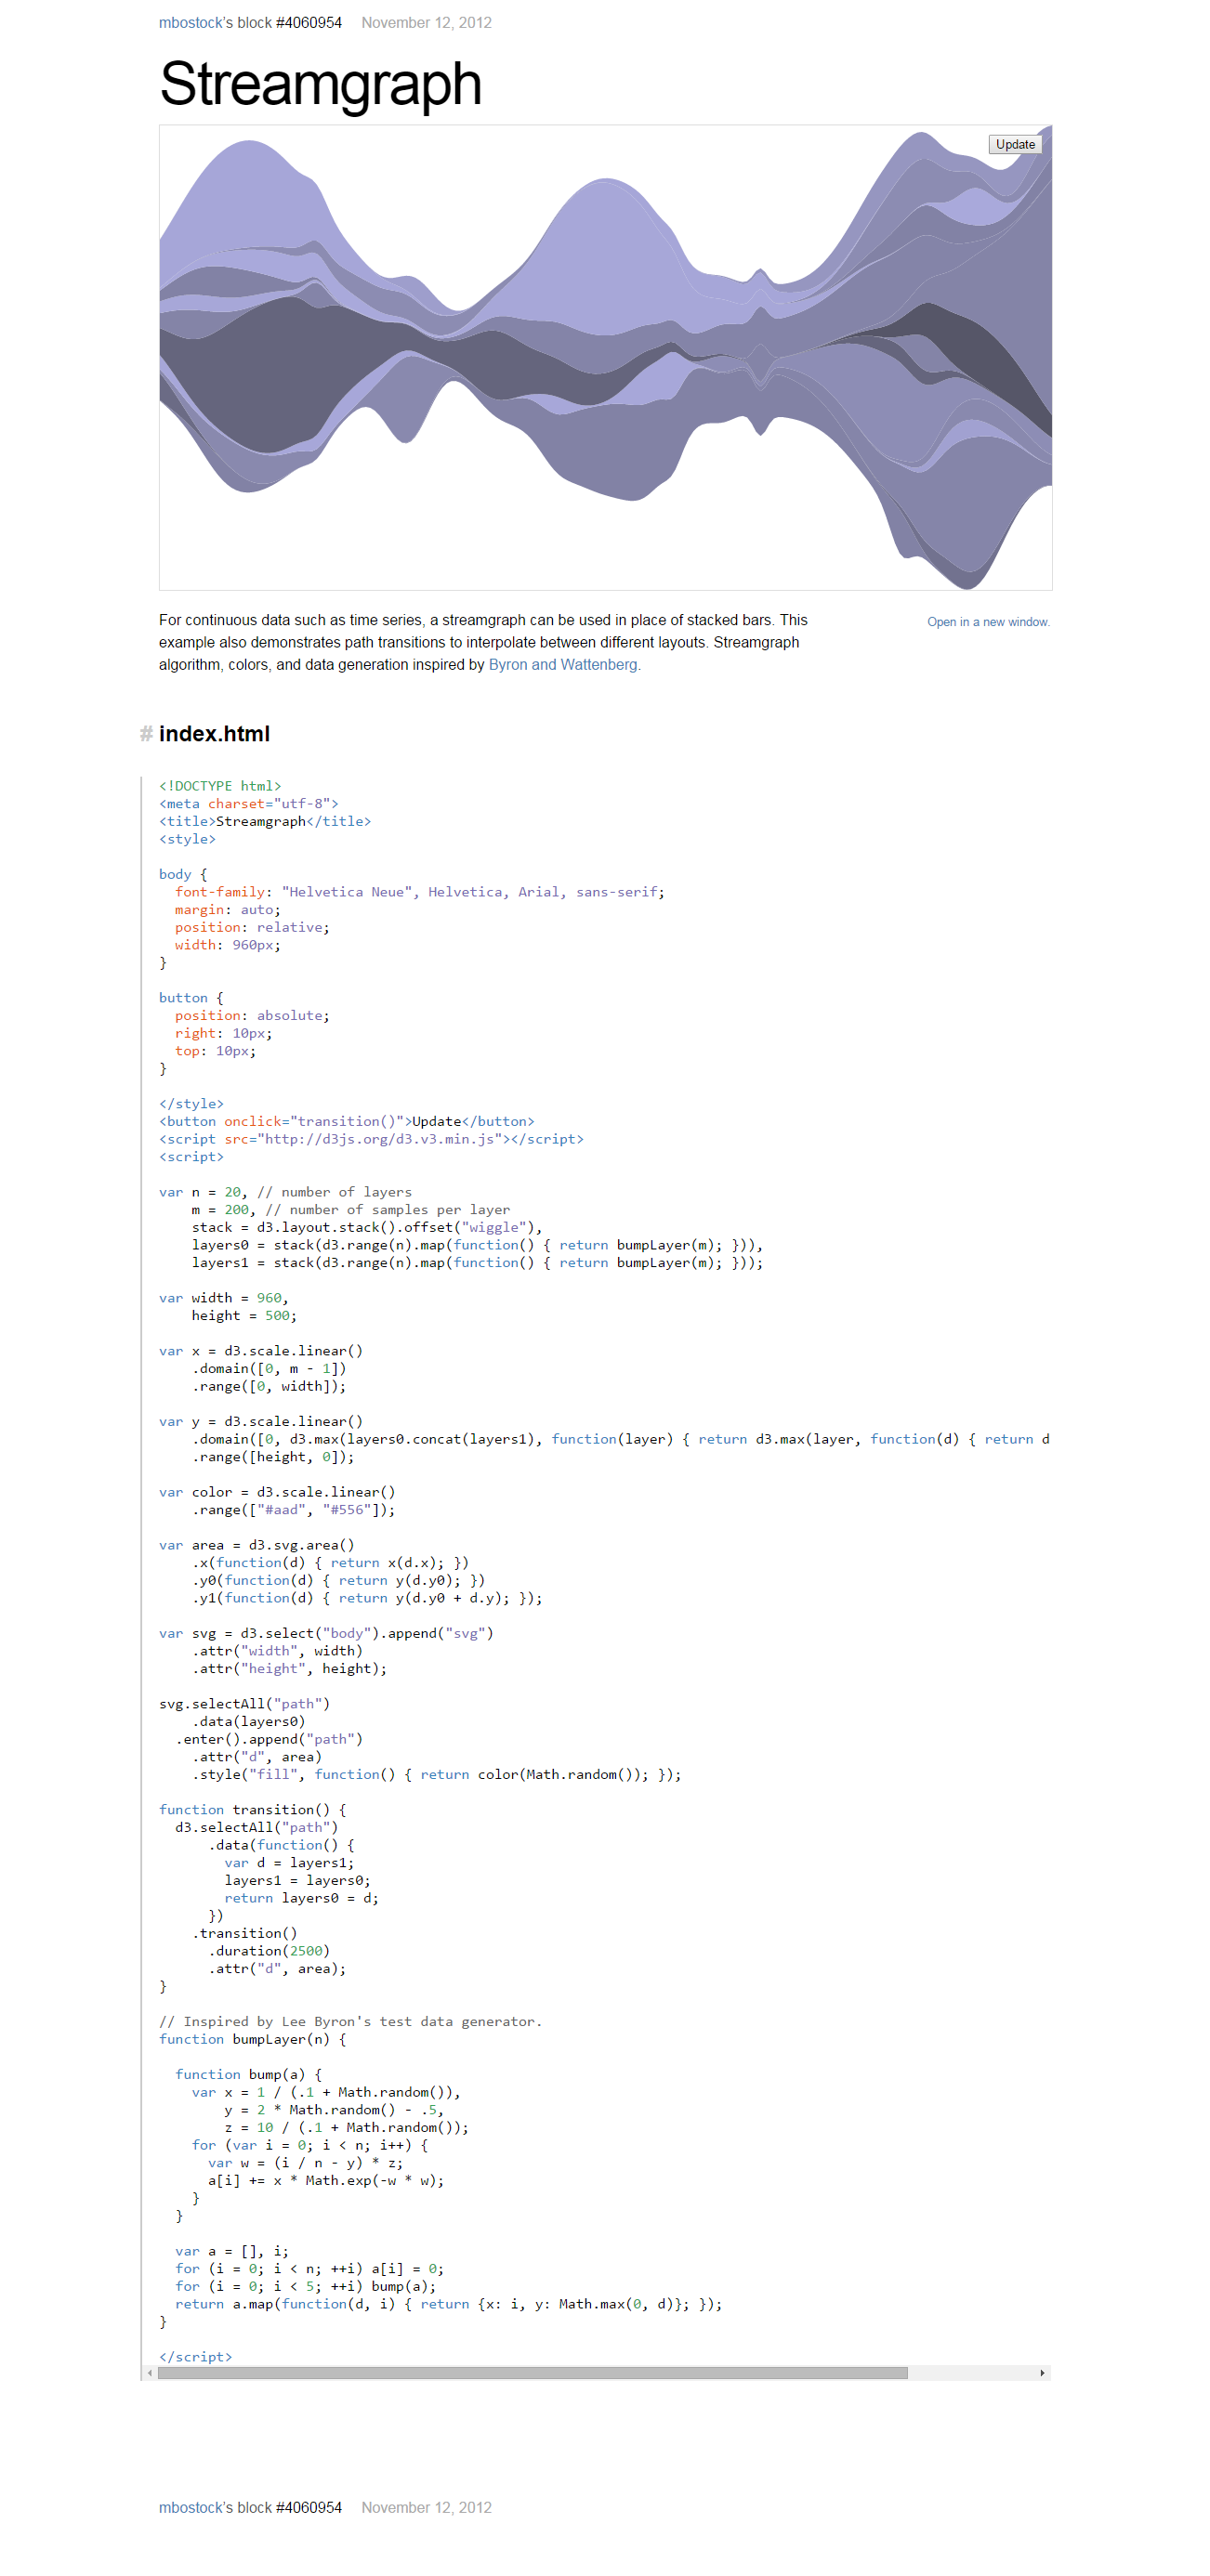 mbostock's block #4060954 November 12, 2012
Streamgraph
Update
For continuous data such as time series, a streamgraph can be used in place of stacked bars. This
example also demonstrates path transitions to interpolate between different layouts. Streamgraph
algorithm, colors, and data generation inspired by Byron and Wattenberg.
Open in a new window.
# index.html
<!DOCTYPE html>
<meta charset="utf-8">
<title>Streamgraph</title>
<style>

body {
  font-family: "Helvetica Neue", Helvetica, Arial, sans-serif;
  margin: auto;
  position: relative;
  width: 960px;
}

button {
  position: absolute;
  right: 10px;
  top: 10px;
}

</style>
<button onclick="transition()">Update</button>
<script src="http://d3js.org/d3.v3.min.js"></script>
<script>

var n = 20, // number of layers
    m = 200, // number of samples per layer
    stack = d3.layout.stack().offset("wiggle"),
    layers0 = stack(d3.range(n).map(function() { return bumpLayer(m); })),
    layers1 = stack(d3.range(n).map(function() { return bumpLayer(m); }));

var width = 960,
    height = 500;

var x = d3.scale.linear()
    .domain([0, m - 1])
    .range([0, width]);

var y = d3.scale.linear()
    .domain([0, d3.max(layers0.concat(layers1), function(layer) { return d3.max(layer, function(d) { return d
    .range([height, 0]);

var color = d3.scale.linear()
    .range(["#aad", "#556"]);

var area = d3.svg.area()
    .x(function(d) { return x(d.x); })
    .y0(function(d) { return y(d.y0); })
    .y1(function(d) { return y(d.y0 + d.y); });

var svg = d3.select("body").append("svg")
    .attr("width", width)
    .attr("height", height);

svg.selectAll("path")
    .data(layers0)
  .enter().append("path")
    .attr("d", area)
    .style("fill", function() { return color(Math.random()); });

function transition() {
  d3.selectAll("path")
      .data(function() {
        var d = layers1;
        layers1 = layers0;
        return layers0 = d;
      })
    .transition()
      .duration(2500)
      .attr("d", area);
}

// Inspired by Lee Byron's test data generator.
function bumpLayer(n) {

  function bump(a) {
    var x = 1 / (.1 + Math.random()),
        y = 2 * Math.random() - .5,
        z = 10 / (.1 + Math.random());
    for (var i = 0; i < n; i++) {
      var w = (i / n - y) * z;
      a[i] += x * Math.exp(-w * w);
    }
  }

  var a = [], i;
  for (i = 0; i < n; ++i) a[i] = 0;
  for (i = 0; i < 5; ++i) bump(a);
  return a.map(function(d, i) { return {x: i, y: Math.max(0, d)}; });
}

</script>
mbostock's block #4060954 November 12, 2012